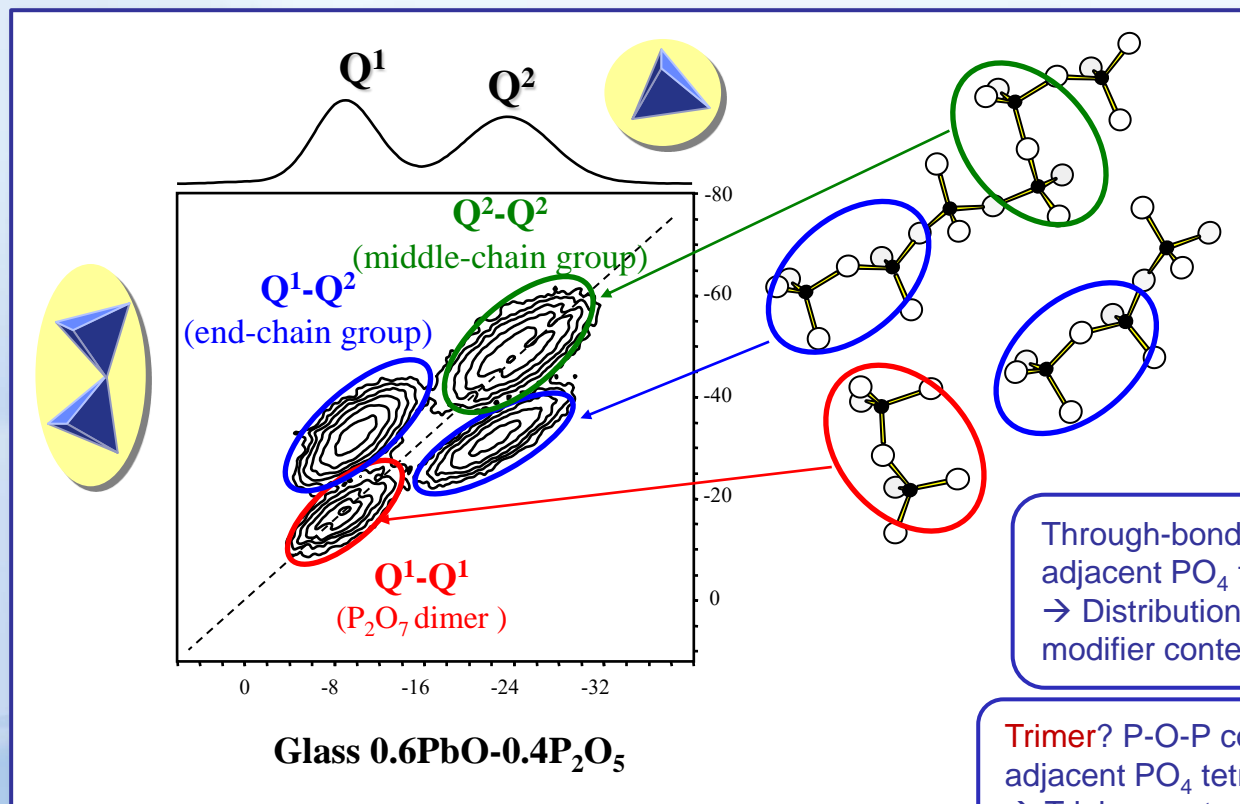 Q¹
Q²
Q²-Q²
(middle-chain group)
Q¹-Q²
(end-chain group)
-80
-60
-40
-20
0
Q¹-Q¹
(P₂O₇ dimer )
0 -8 -16 -24 -32
Glass 0.6PbO-0.4P₂O₅
Through-bond
adjacent PO₄
→ Distribution
modifier conte
Trimer? P-O-P co
adjacent PO₄ tetr